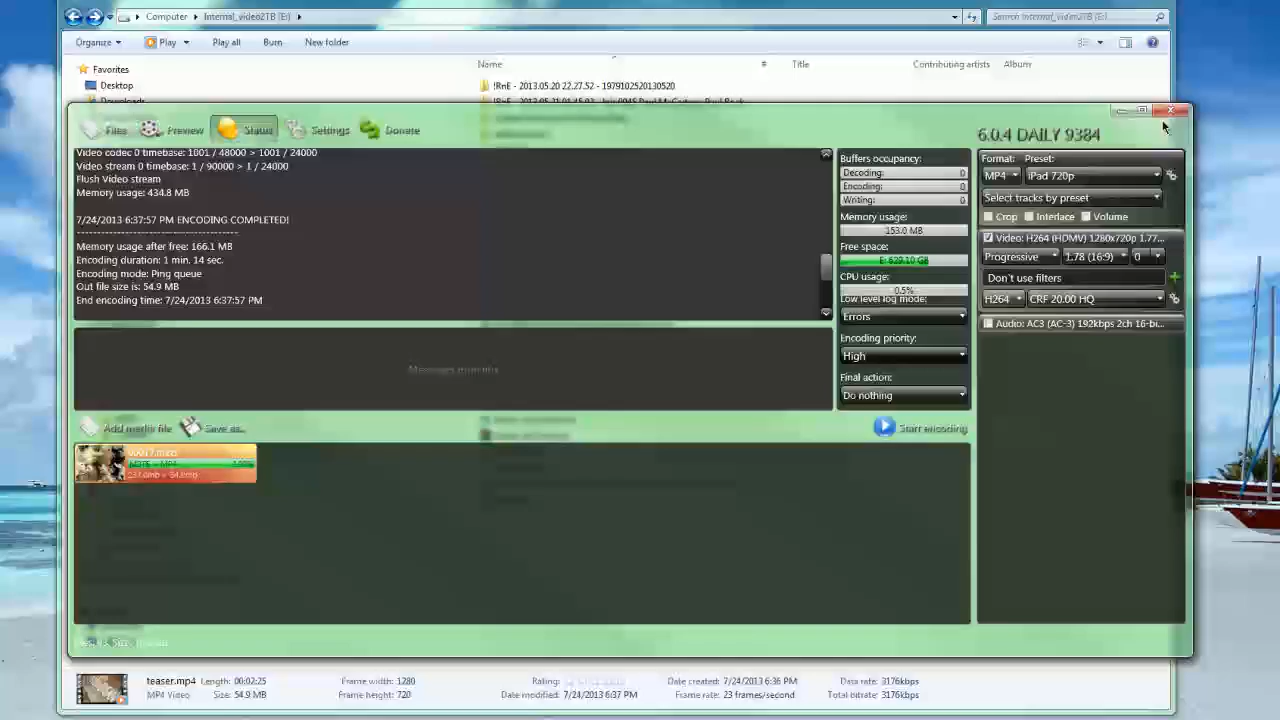 Computer Internal_video2TB (E:)
Search Internal_video2TB (E:)
Organize Play Play all Burn New folder
Favorites
Desktop
Name Title Contributing artists Album
!RnE - 2013.05.20 22.27.52 - 1979102520130520
Files Preview Status Settings Donate
6.0.4 DAILY 9384
Video codec 0 timebase: 1001 / 48000 > 1001 / 24000
Video stream 0 timebase: 1 / 90000 > 1 / 24000
Flush Video stream
Memory usage: 434.8 MB
7/24/2013 6:37:57 PM ENCODING COMPLETED!
----------------------------------------
Memory usage after free: 166.1 MB
Encoding duration: 1 min. 14 sec.
Encoding mode: Ping queue
Out file size is: 54.9 MB
End encoding time: 7/24/2013 6:37:57 PM
Buffers occupancy:
Decoding: 0
Encoding: 0
Writing: 0
Memory usage:
153.0 MB
Free space:
E: 629.10 GB
CPU usage:
0.5%
Low level log mode:
Errors
Encoding priority:
High
Final action:
Do nothing
Format: Preset:
MP4 iPad 720p
Select tracks by preset
Crop Interlace Volume
Video: H264 (HDMV) 1280x720p 1.77...
Progressive 1.78 (16:9) 0
Don't use filters
H264 CRF 20.00 HQ
Audio: AC3 (AC-3) 192kbps 2ch 16-bi...
Add media file Save as..
Start encoding
teaser.mp4 Length: 00:02:25 Frame width: 1280 Rating: Date created: 7/24/2013 6:36 PM Data rate: 3176kbps
MP4 Video Size: 54.9 MB Frame height: 720 Date modified: 7/24/2013 6:37 PM Frame rate: 23 frames/second Total bitrate: 3176kbps